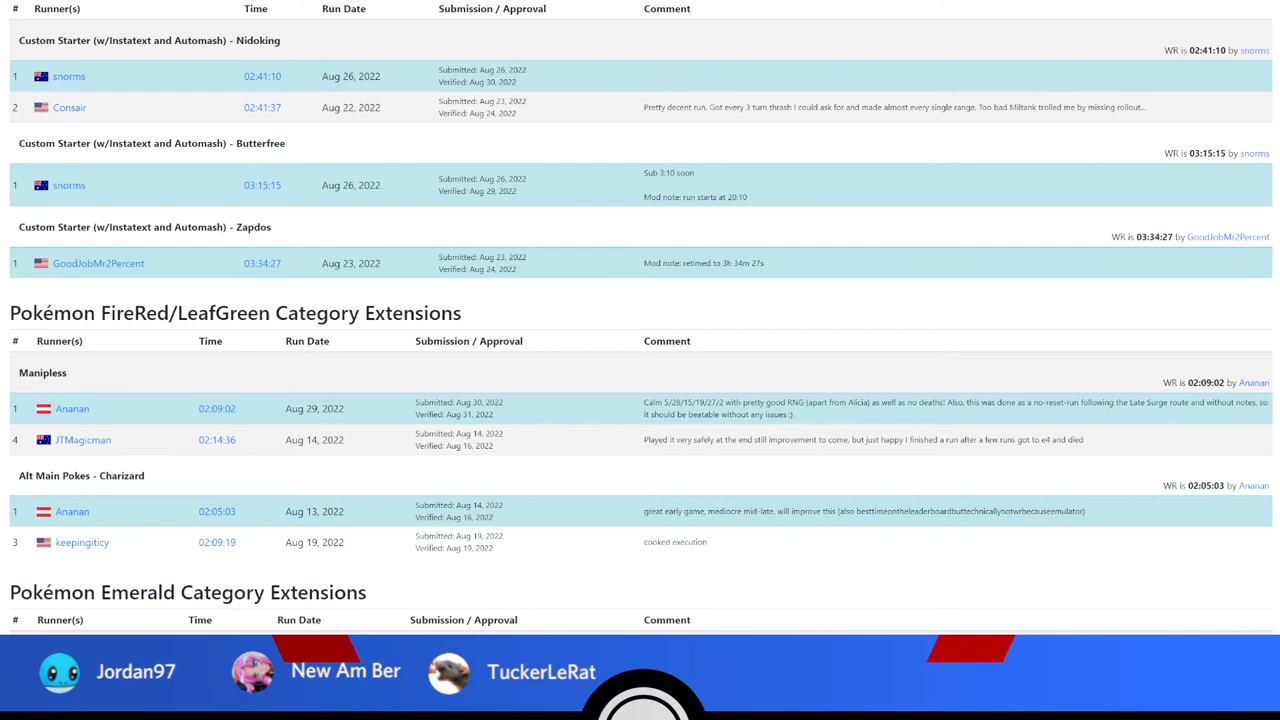 # Runner(s) Time Run Date Submission / Approval Comment
Custom Starter (w/Instatext and Automash) - Nidoking
WR is 02:41:10 by snorms
1 snorms 02:41:10 Aug 26, 2022 Submitted: Aug 26, 2022
Verified: Aug 30, 2022
2 Consair 02:41:37 Aug 22, 2022 Submitted: Aug 23, 2022
Verified: Aug 24, 2022
Pretty decent run. Got every 3 turn thrash I could ask for and made almost every single range. Too bad Miltank trolled me by missing rollout...
Custom Starter (w/Instatext and Automash) - Butterfree
WR is 03:15:15 by snorms
1 snorms 03:15:15 Aug 26, 2022 Submitted: Aug 26, 2022
Verified: Aug 29, 2022
Sub 3:10 soon
Mod note: run starts at 20:10
Custom Starter (w/Instatext and Automash) - Zapdos
WR is 03:34:27 by GoodJobMr2Percent
1 GoodJobMr2Percent 03:34:27 Aug 23, 2022 Submitted: Aug 23, 2022
Verified: Aug 24, 2022
Mod note: retimed to 3h 34m 27s
Pokémon FireRed/LeafGreen Category Extensions
# Runner(s) Time Run Date Submission / Approval Comment
Manipless
WR is 02:09:02 by Ananan
1 Ananan 02:09:02 Aug 29, 2022 Submitted: Aug 30, 2022
Verified: Aug 31, 2022
Calm 5/28/15/19/27/2 with pretty good RNG (apart from Alicia) as well as no deaths! Also, this was done as a no-reset-run following the Late Surge route and without notes, so
it should be beatable without any issues :)
4 JTMagicman 02:14:36 Aug 14, 2022 Submitted: Aug 14, 2022
Verified: Aug 16, 2022
Played it very safely at the end still improvement to come, but just happy I finished a run after a few runs got to e4 and died
Alt Main Pokes - Charizard
WR is 02:05:03 by Ananan
1 Ananan 02:05:03 Aug 13, 2022 Submitted: Aug 14, 2022
Verified: Aug 16, 2022
great early game, mediocre mid-late, will improve this (also besttimeontheleaderboardbuttechnicallynotwrbecauseemulator)
3 keepingiticy 02:09:19 Aug 19, 2022 Submitted: Aug 19, 2022
Verified: Aug 19, 2022
cooked execution
Pokémon Emerald Category Extensions
# Runner(s) Time Run Date Submission / Approval Comment
Jordan97 New Am Ber TuckerLeRat